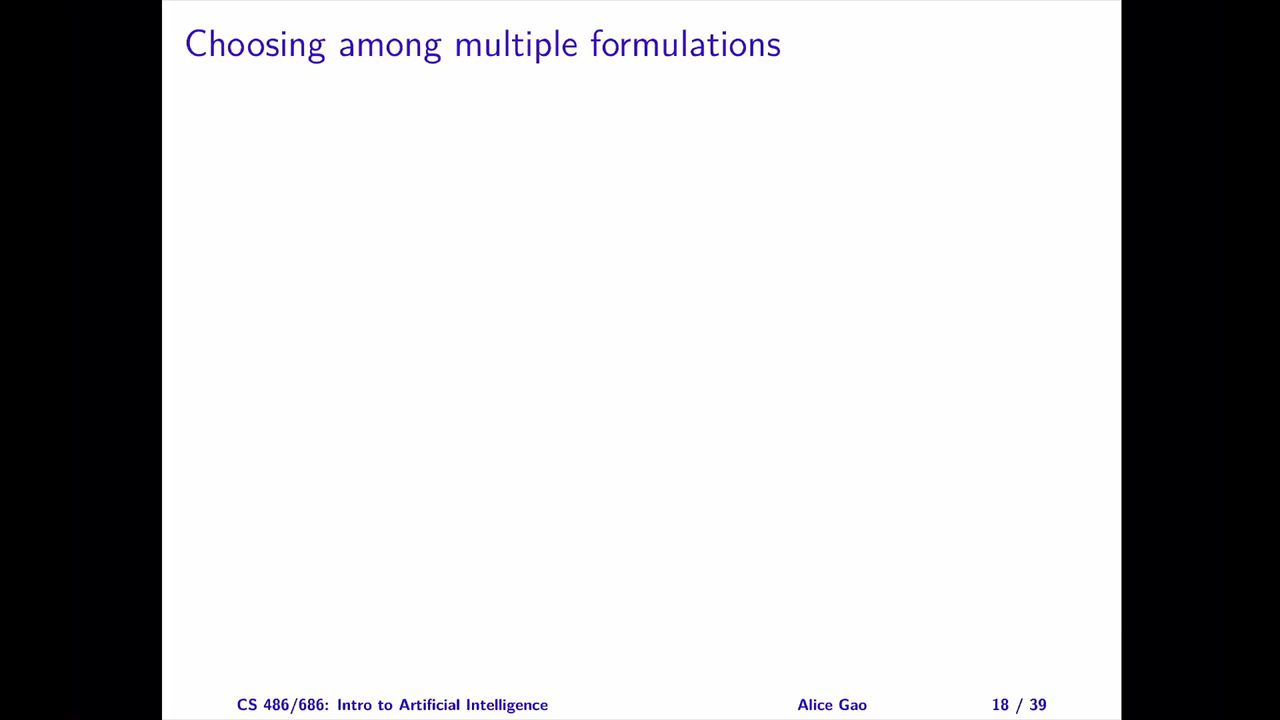 Choosing among multiple formulations
CS 486/686: Intro to Artificial Intelligence Alice Gao 18 / 39